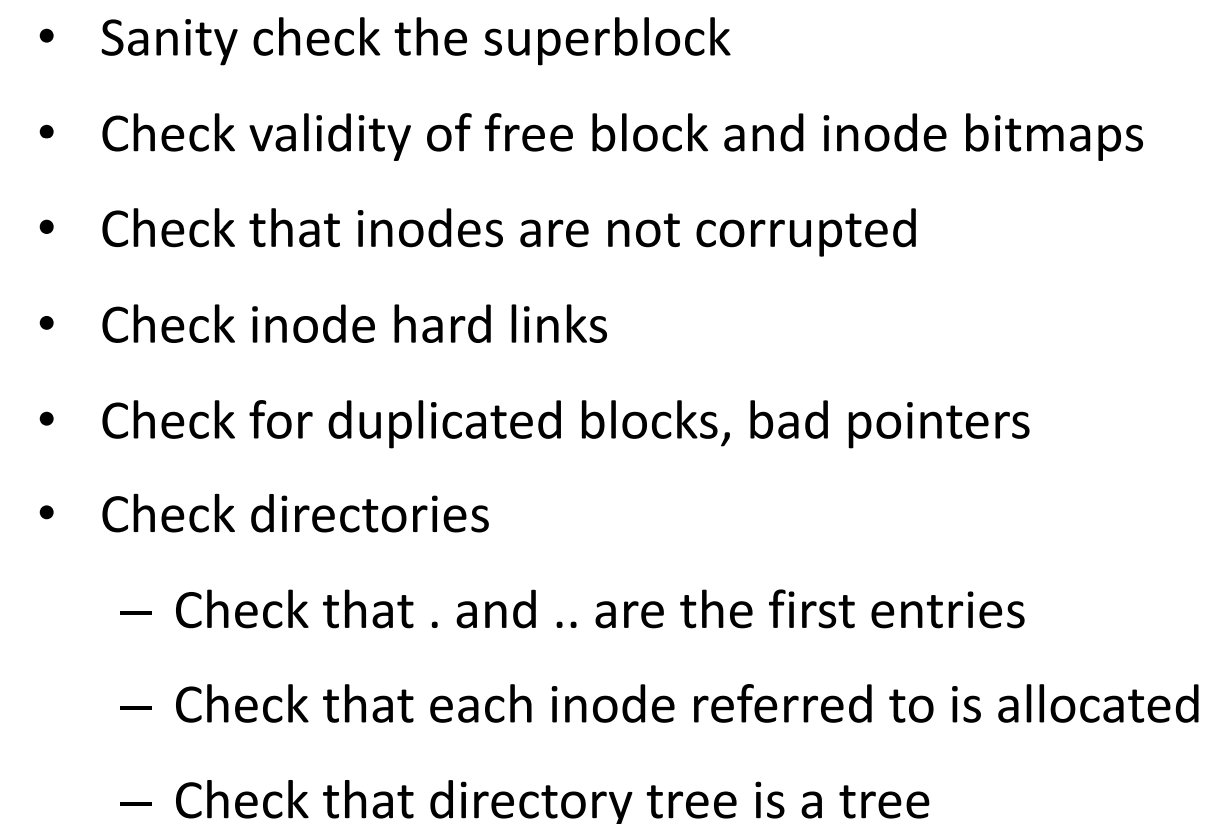 • Sanity check the superblock
• Check validity of free block and inode bitmaps
• Check that inodes are not corrupted
• Check inode hard links
• Check for duplicated blocks, bad pointers
• Check directories
– Check that . and .. are the first entries
– Check that each inode referred to is allocated
– Check that directory tree is a tree